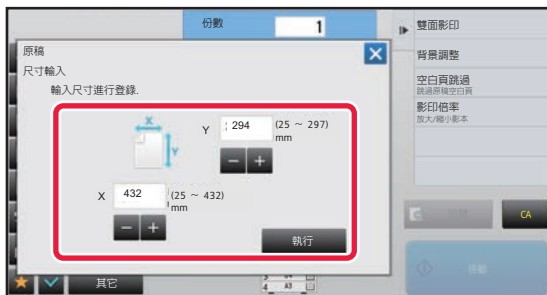 份數
1
原稿
尺寸輸入
輸入尺寸進行登錄.
X
Y
Y
294
(25 ~ 297)
mm
X
432
(25 ~ 432)
mm
執行
其它
4 A3
雙面影印
背景調整
空白頁跳過
跳過原稿空白頁
影印倍率
放大/縮小影本
CA